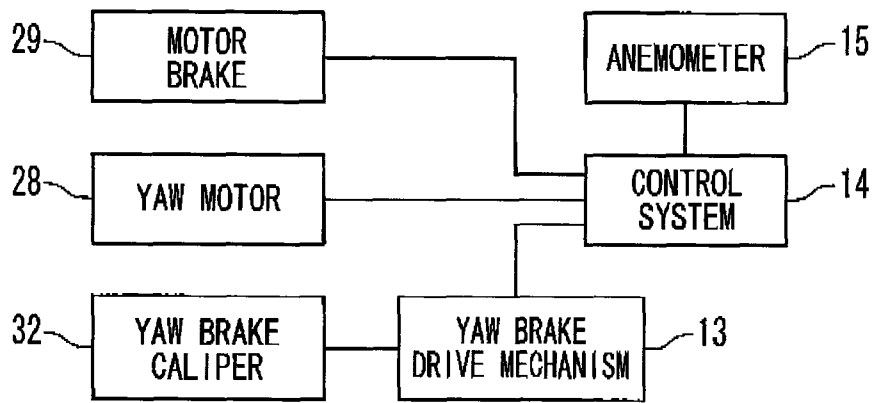 29
MOTOR
BRAKE
ANEMOMETER
15
28
YAW MOTOR
CONTROL
SYSTEM
14
32
YAW BRAKE
CALIPER
YAW BRAKE
DRIVE MECHANISM
13